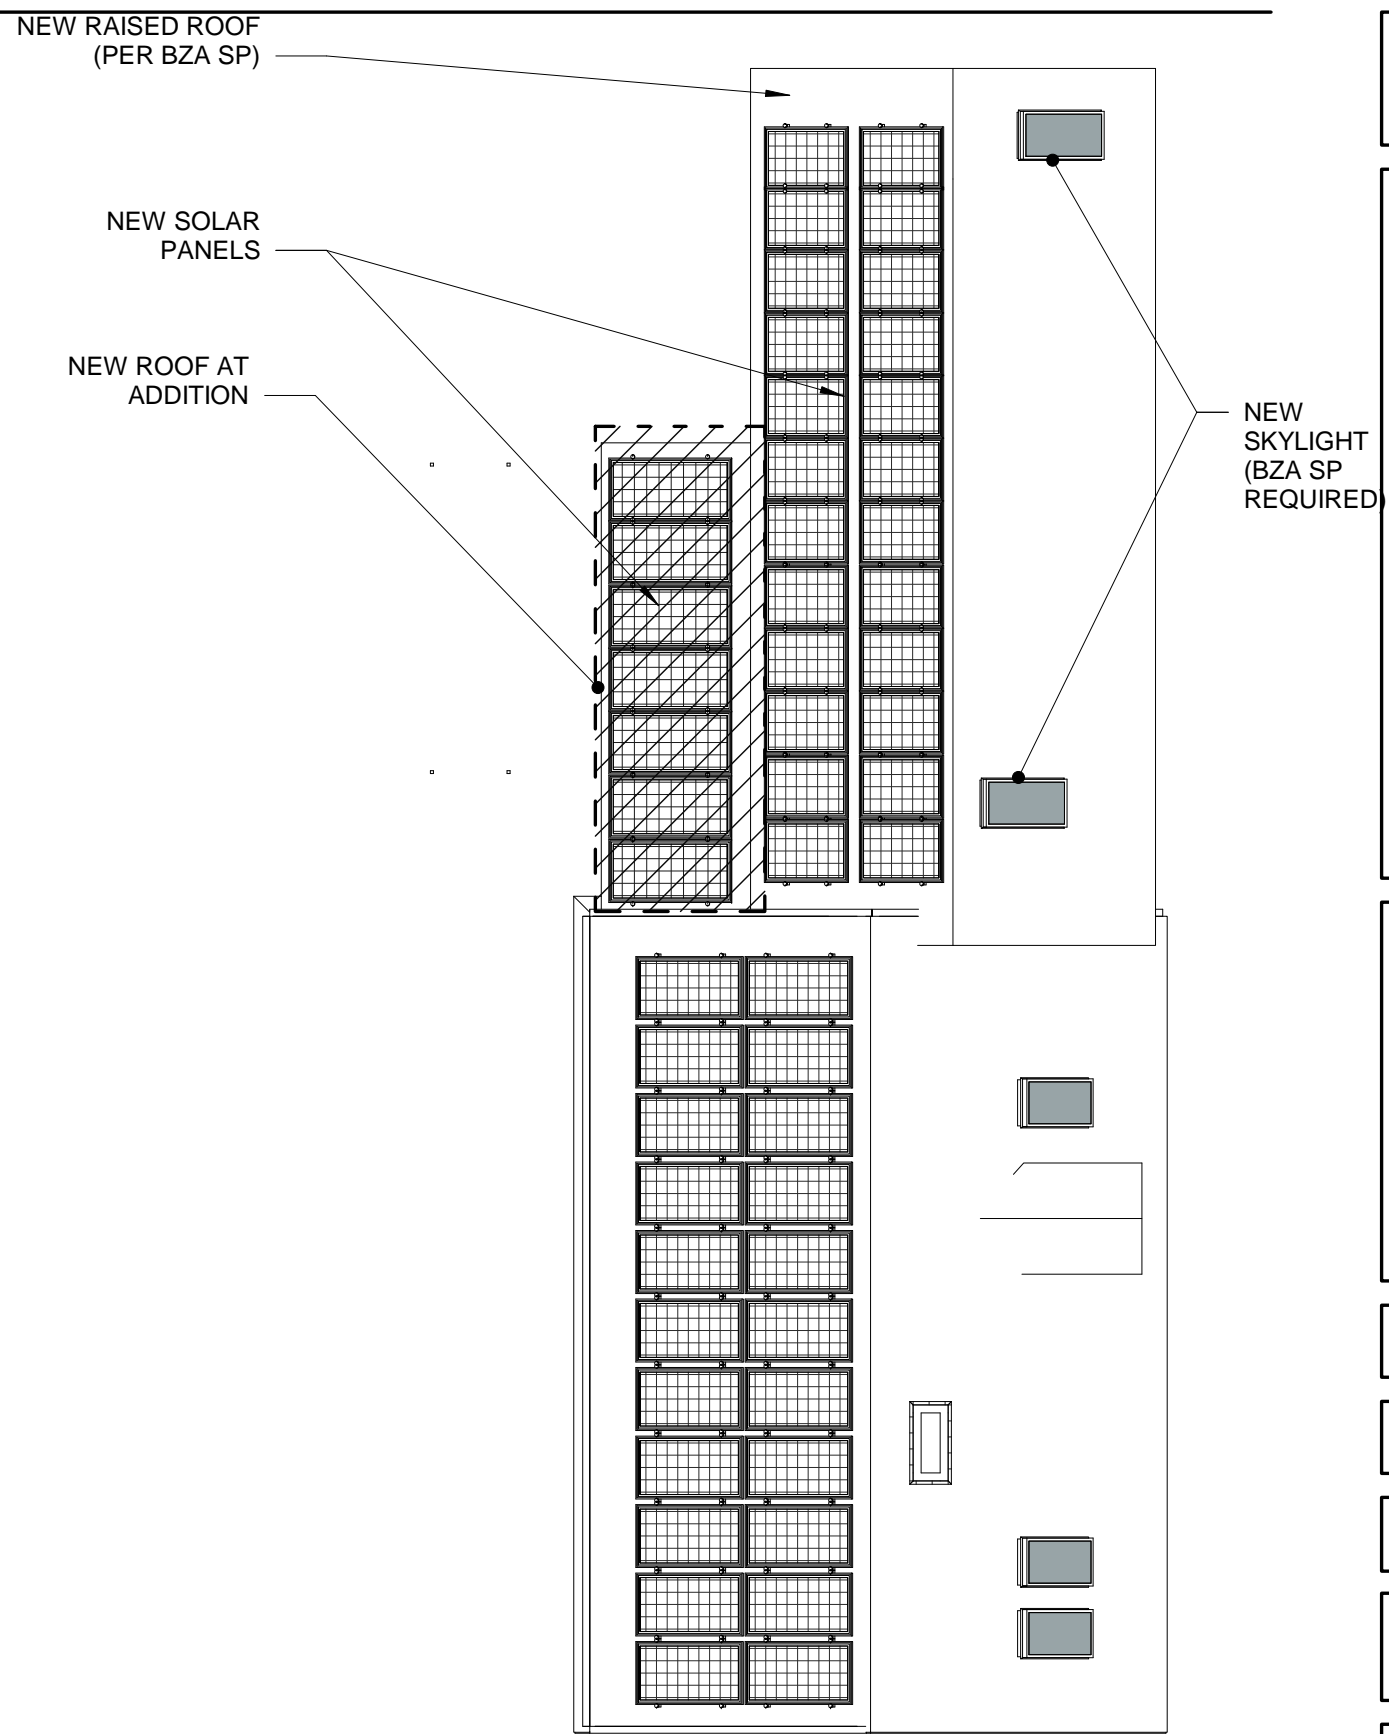 NEW RAISED ROOF
(PER BZA SP)
NEW SOLAR
PANELS
NEW ROOF AT
ADDITION
NEW
SKYLIGHT
(BZA SP
REQUIRED)